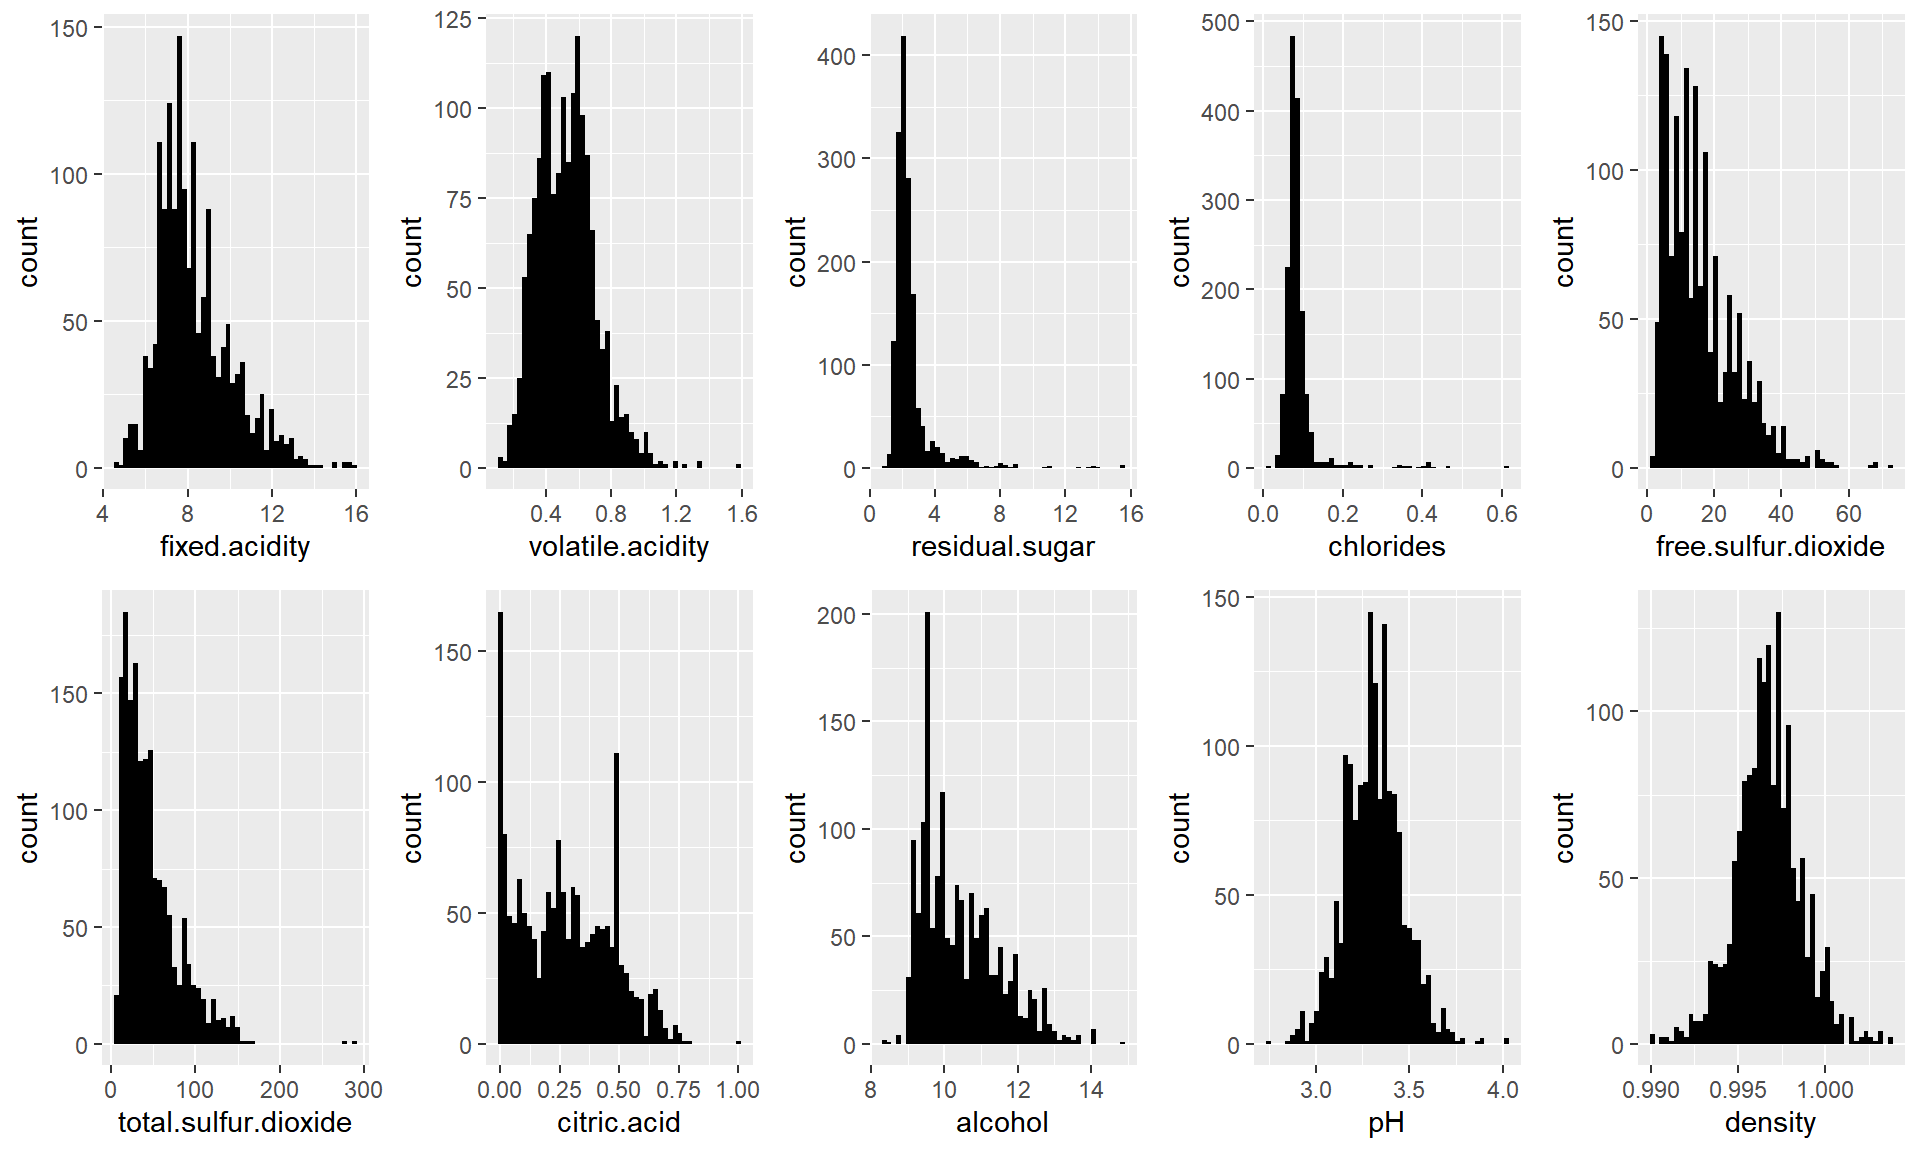 count
150
100
50
0
4 8 12 16
fixed.acidity
count
125
100
75
50
25
0
0.4 0.8 1.2 1.6
volatile.acidity
count
400
300
200
100
0
0 4 8 12 16
residual.sugar
count
500
400
300
200
100
0
0.0 0.2 0.4 0.6
chlorides
count
150
100
50
0
0 20 40 60
free.sulfur.dioxide
count
150
100
50
0
0 100 200 300
total.sulfur.dioxide
count
150
100
50
0
0.00 0.25 0.50 0.75 1.00
citric.acid
count
200
150
100
50
0
8 10 12 14
alcohol
count
150
100
50
0
3.0 3.5 4.0
pH
count
100
50
0
0.990 0.995 1.000
density